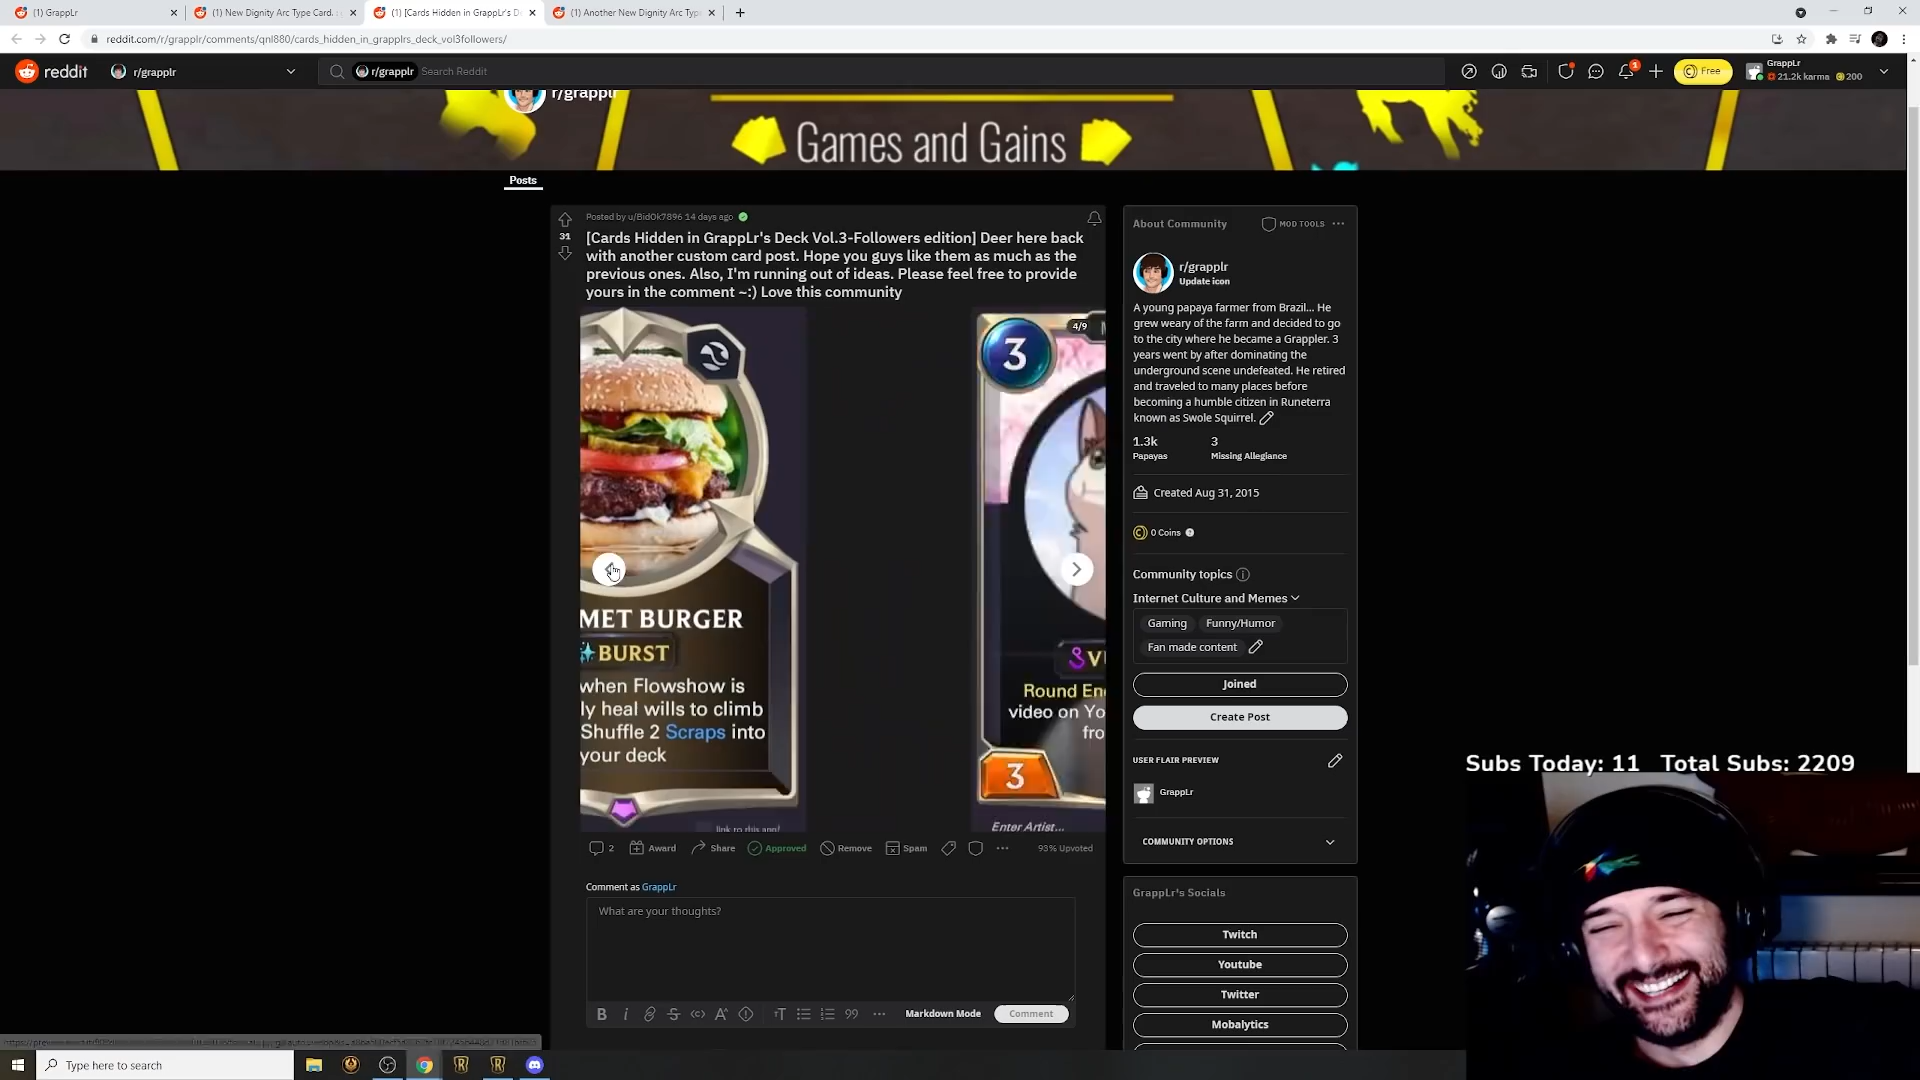 (1) GrappLr
(1) New Dignity Arc Type Card.
(1) [Cards Hidden in GrappLr's D
(1) Another New Dignity Arc Typ
reddit.com/r/grapplr/comments/qnl880/cards_hidden_in_grapplrs_deck_vol3followers/
reddit
r/grapplr
r/grapplr
Search Reddit
1
Free
GrappLr
21.2k karma
200
r/grapplr
Games and Gains
Posts
31
Posted by u/BidOk7896 14 days ago
[Cards Hidden in GrappLr's Deck Vol.3-Followers edition] Deer here back
with another custom card post. Hope you guys like them as much as the
previous ones. Also, I'm running out of ideas. Please feel free to provide
yours in the comment ~:) Love this community
MET BURGER
BURST
when Flowshow is
ly heal wills to climb
Shuffle 2 Scraps into
your deck
link to this app!
3
4/9
M
V
Round En
video on Yo
fro
3
Enter Artist...
2
Award
Share
Approved
Remove
Spam
93% Upvoted
Comment as GrappLr
What are your thoughts?
Markdown Mode
Comment
About Community
MOD TOOLS
r/grapplr
Update icon
A young papaya farmer from Brazil... He
grew weary of the farm and decided to go
to the city where he became a Grappler. 3
years went by after dominating the
underground scene undefeated. He retired
and traveled to many places before
becoming a humble citizen in Runeterra
known as Swole Squirrel.
1.3k
Papayas
3
Missing Allegiance
Created Aug 31, 2015
0 Coins
Community topics
Internet Culture and Memes
Gaming
Funny/Humor
Fan made content
Joined
Create Post
USER FLAIR PREVIEW
GrappLr
COMMUNITY OPTIONS
GrappLr's Socials
Twitch
Youtube
Twitter
Mobalytics
Subs Today: 11 Total Subs: 2209
Type here to search